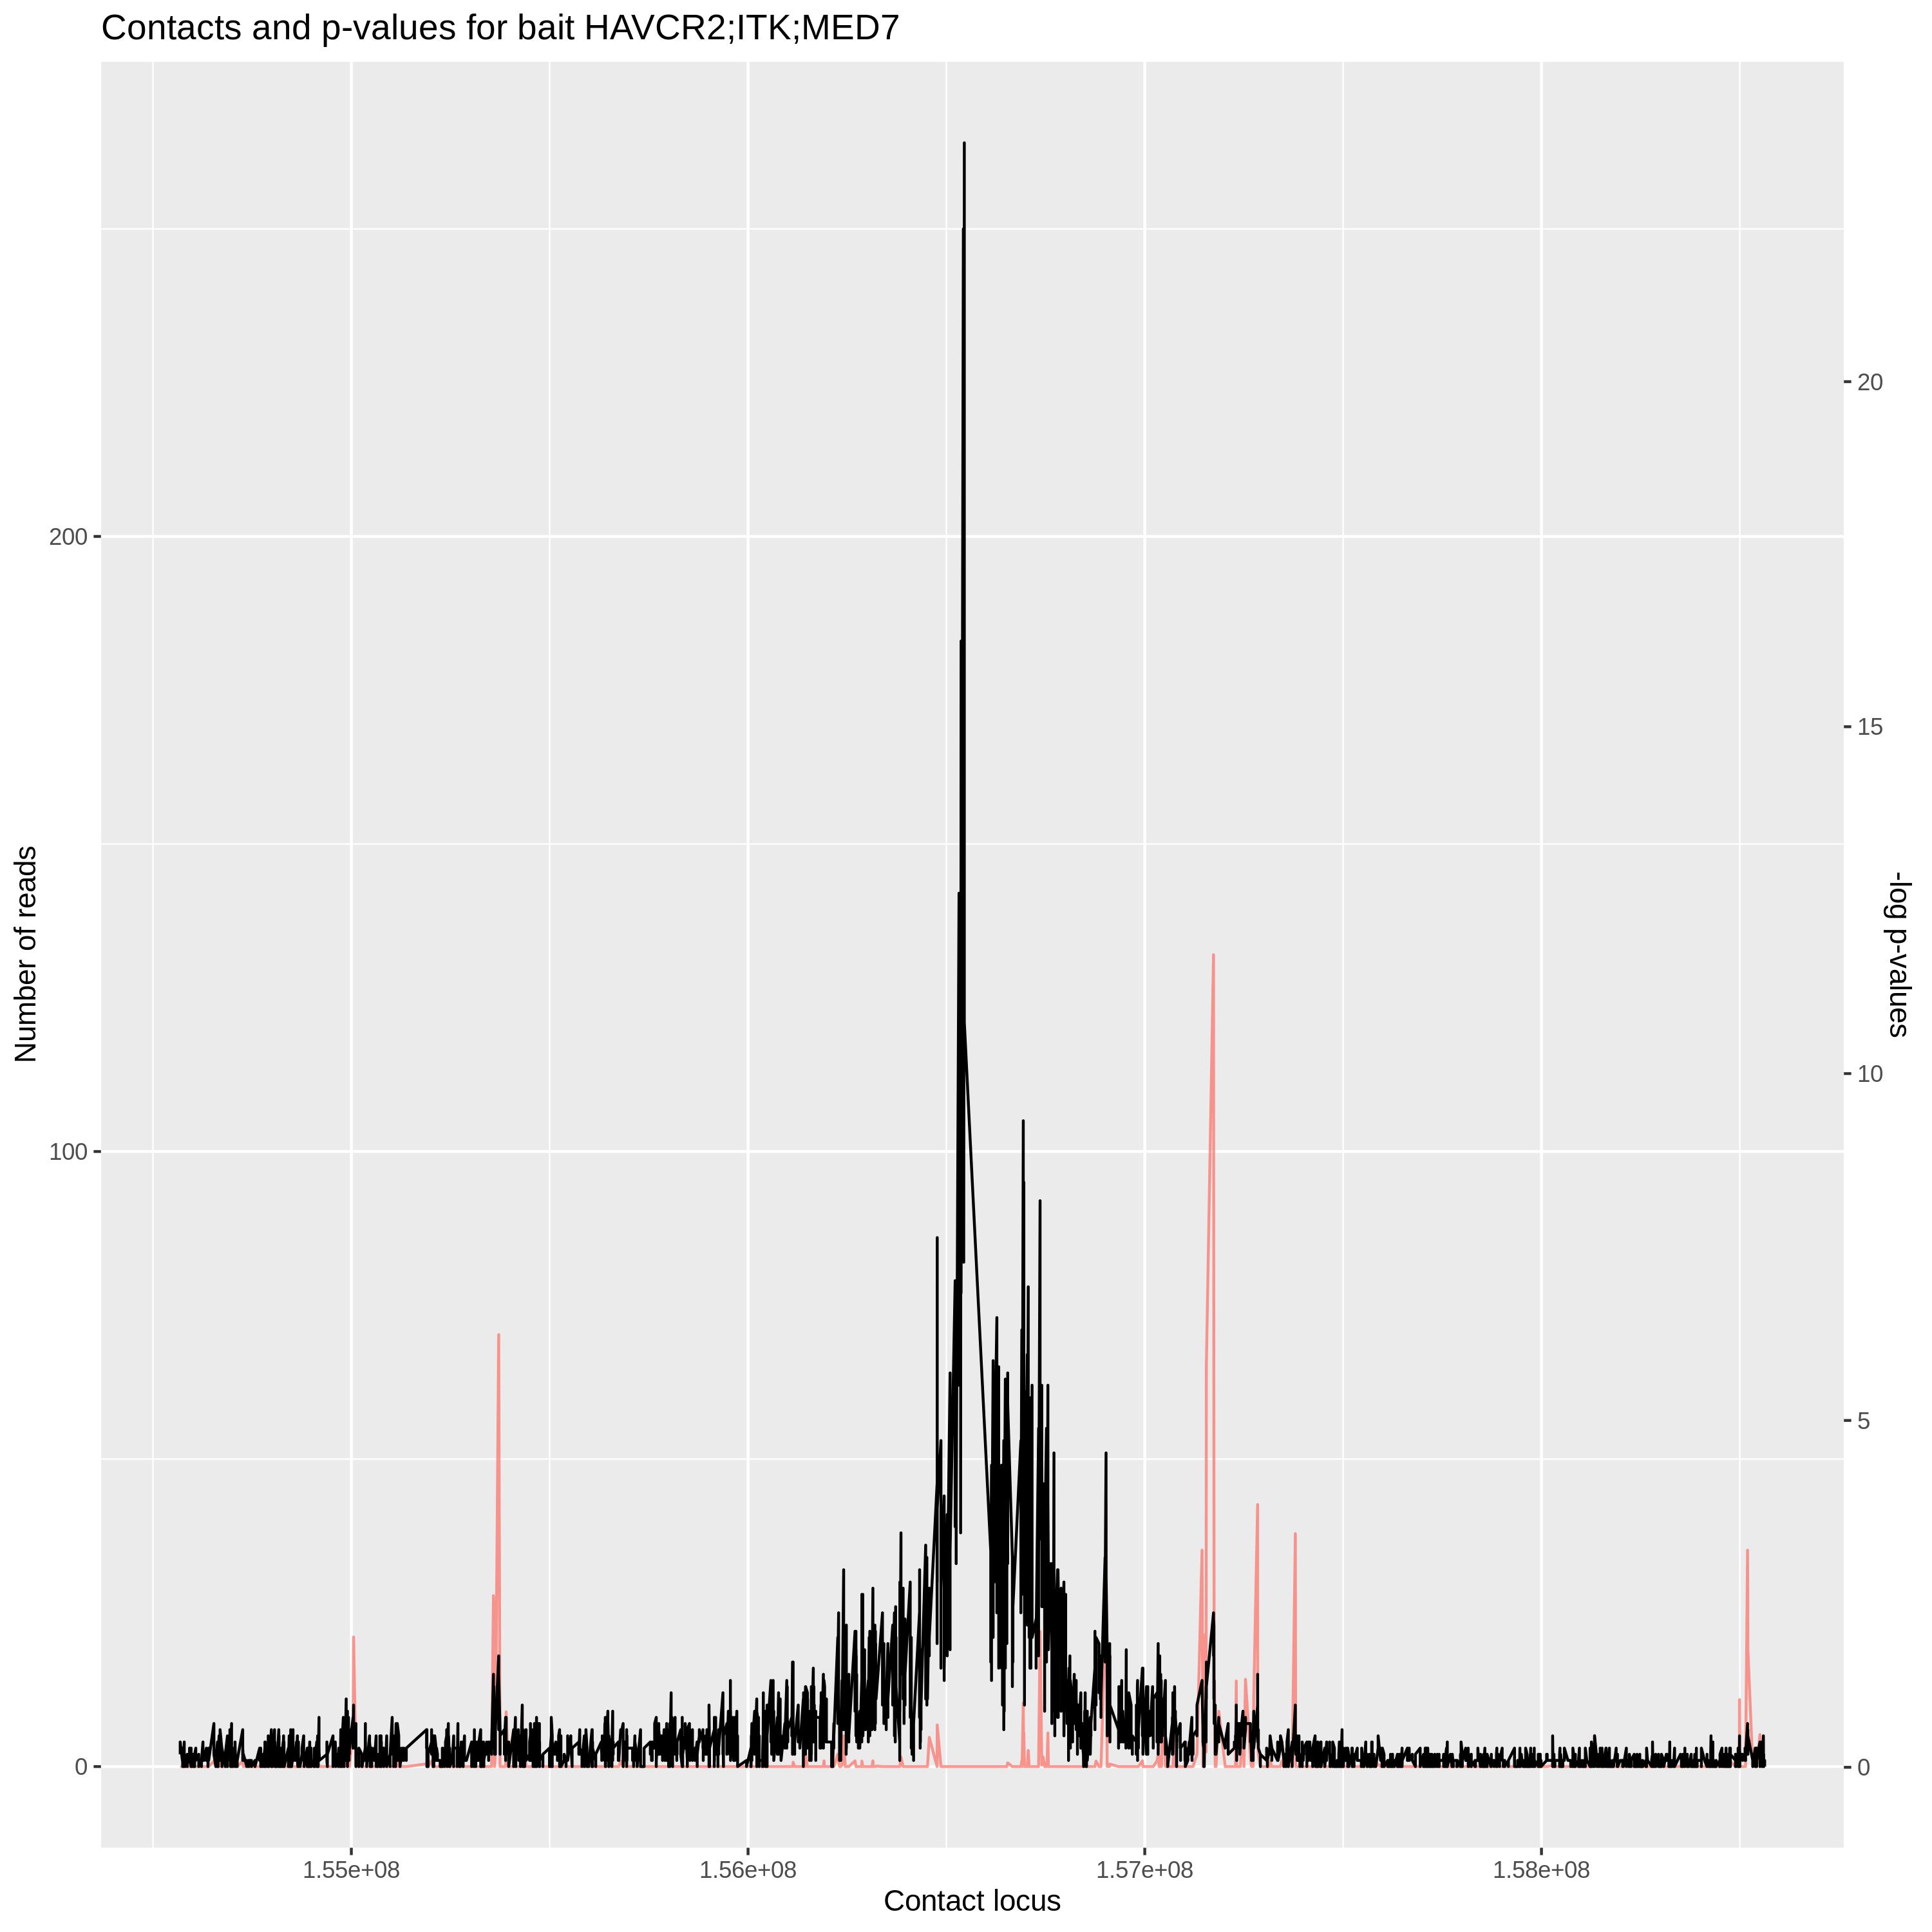 Contacts and p-values for bait HAVCR2;ITK;MED7
Number of reads
200
100
0
20
15
10
5
0
-log p-values
1.55e+08
1.56e+08
1.57e+08
1.58e+08
Contact locus